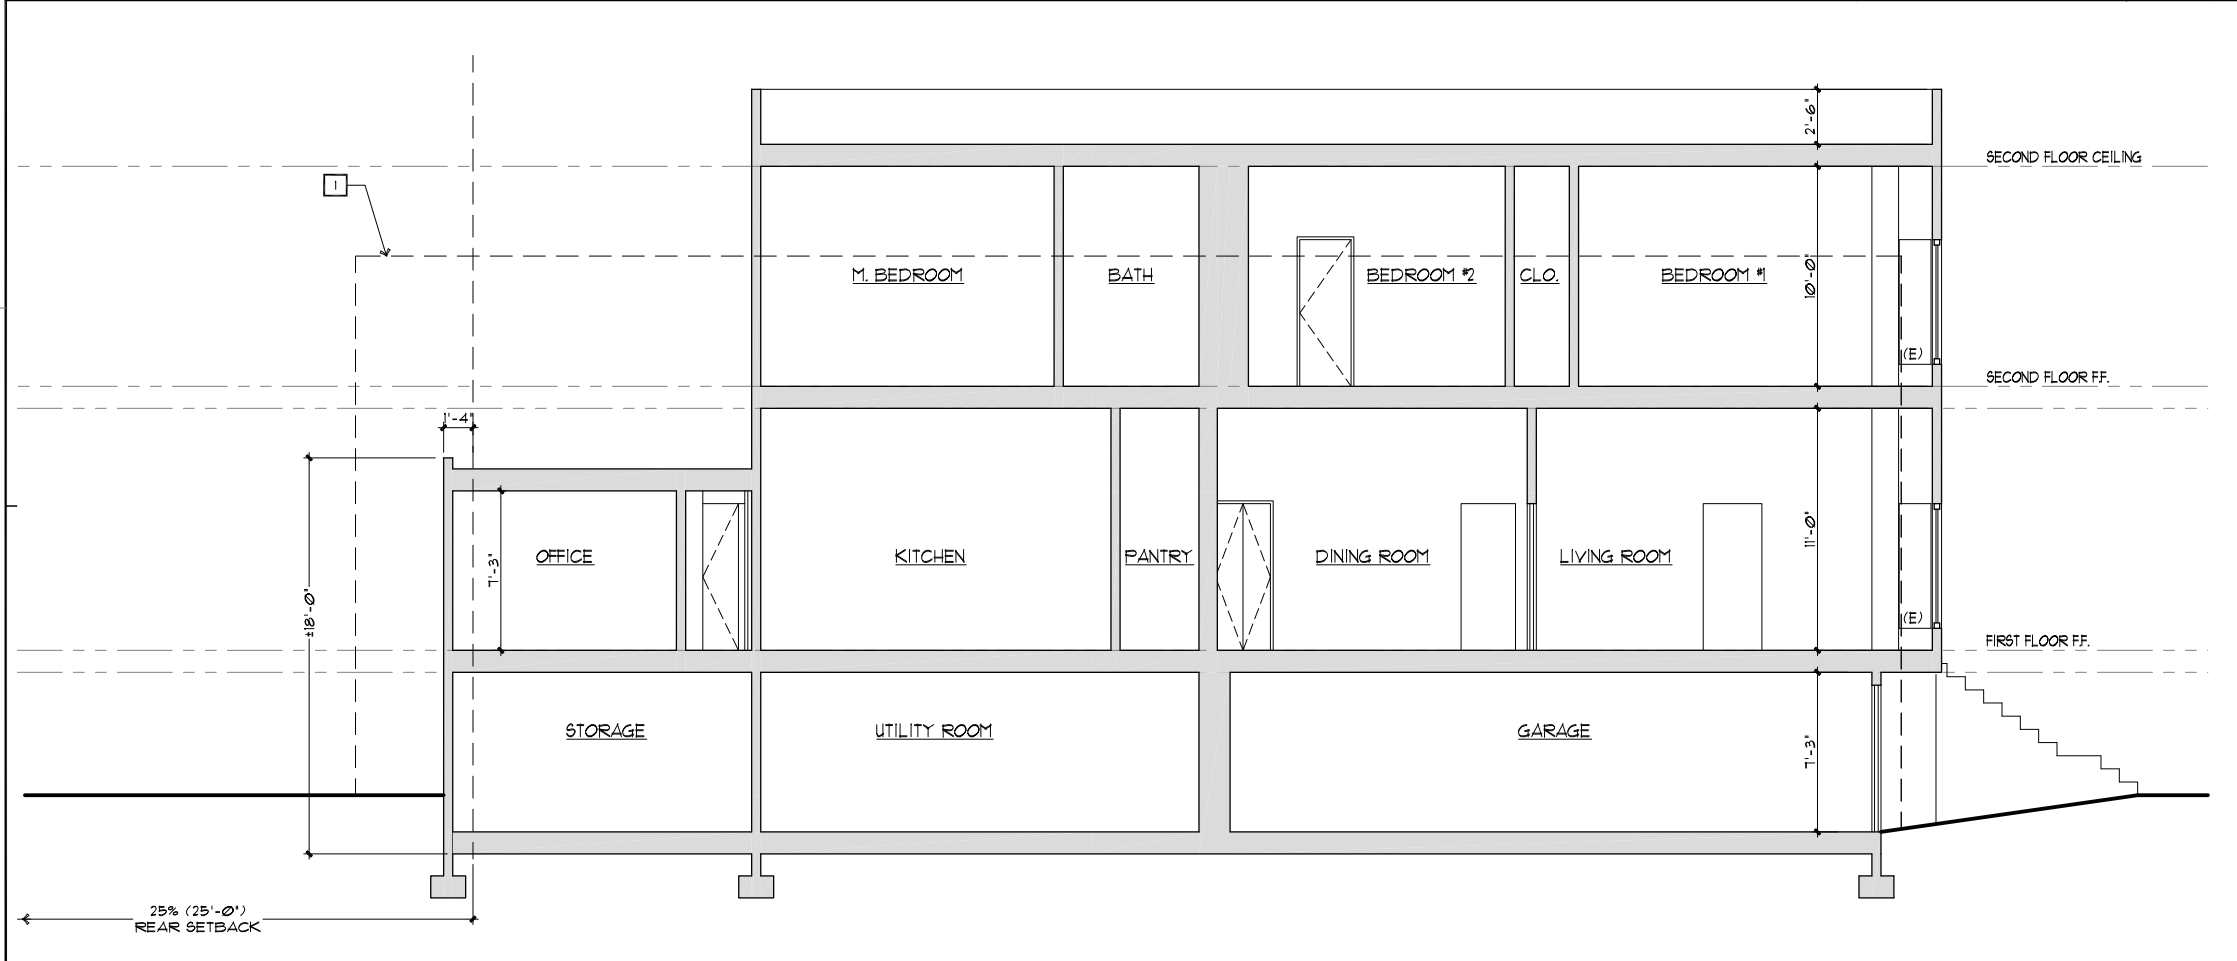 2'-6"
SECOND FLOOR CEILING
1
M. BEDROOM
BATH
BEDROOM #2
CLO.
BEDROOM #1
10'-0"
(E)
SECOND FLOOR F.F.
1'-4"
OFFICE
7'-3"
KITCHEN
PANTRY
DINING ROOM
LIVING ROOM
11'-0"
±18'-0"
(E)
FIRST FLOOR F.F.
STORAGE
UTILITY ROOM
GARAGE
7'-3"
25% (25'-0")
REAR SETBACK